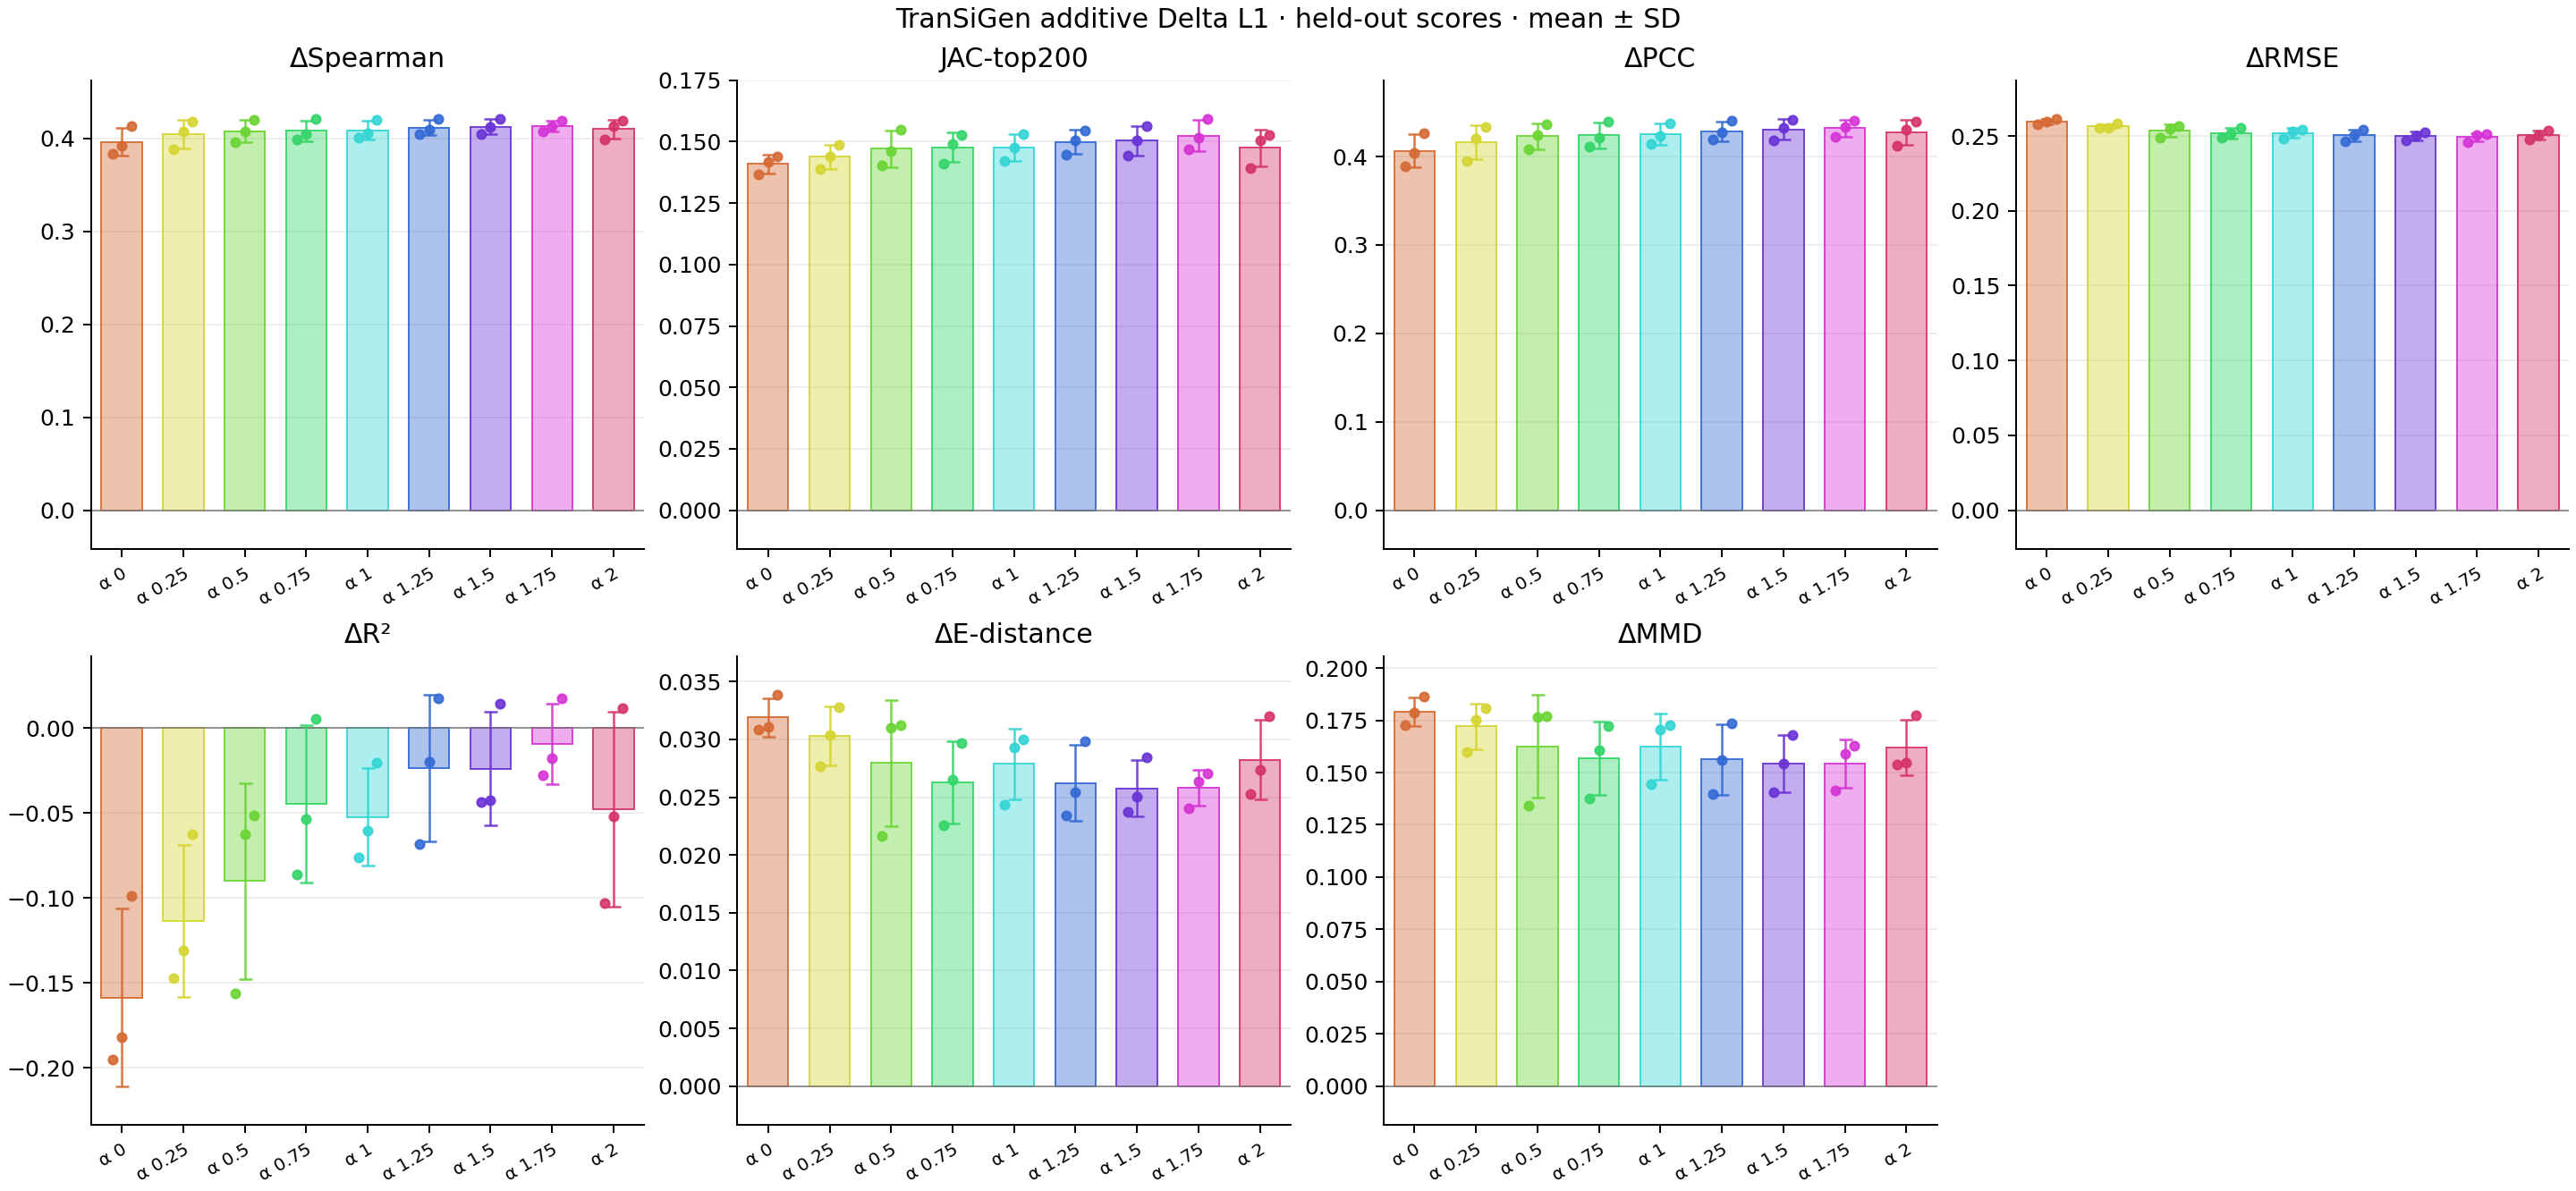 TranSiGen additive Delta L1 · held-out scores · mean ± SD
ΔSpearman
0.4
0.3
0.2
0.1
0.0
α 0
α 0.25
α 0.5
α 0.75
α 1
α 1.25
α 1.5
α 1.75
α 2
JAC-top200
0.175
0.150
0.125
0.100
0.075
0.050
0.025
0.000
α 0
α 0.25
α 0.5
α 0.75
α 1
α 1.25
α 1.5
α 1.75
α 2
ΔPCC
0.4
0.3
0.2
0.1
0.0
α 0
α 0.25
α 0.5
α 0.75
α 1
α 1.25
α 1.5
α 1.75
α 2
ΔRMSE
0.25
0.20
0.15
0.10
0.05
0.00
α 0
α 0.25
α 0.5
α 0.75
α 1
α 1.25
α 1.5
α 1.75
α 2
ΔR²
0.00
−0.05
−0.10
−0.15
−0.20
α 0
α 0.25
α 0.5
α 0.75
α 1
α 1.25
α 1.5
α 1.75
α 2
ΔE-distance
0.035
0.030
0.025
0.020
0.015
0.010
0.005
0.000
α 0
α 0.25
α 0.5
α 0.75
α 1
α 1.25
α 1.5
α 1.75
α 2
ΔMMD
0.200
0.175
0.150
0.125
0.100
0.075
0.050
0.025
0.000
α 0
α 0.25
α 0.5
α 0.75
α 1
α 1.25
α 1.5
α 1.75
α 2